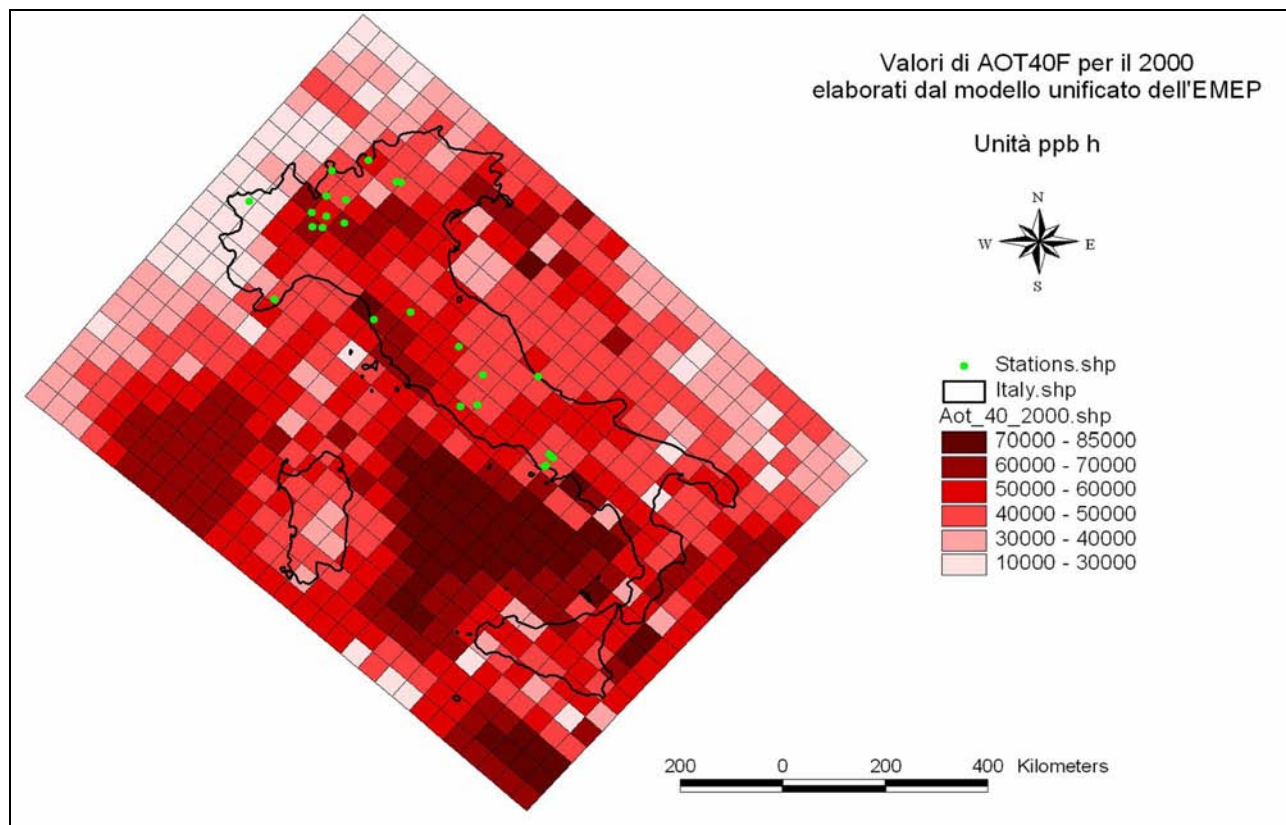 Valori di AOT40F per il 2000
elaborati dal modello unificato dell'EMEP
Unità ppb h
N
W E
S
Stations.shp
Italy.shp
Aot_40_2000.shp
70000 - 85000
60000 - 70000
50000 - 60000
40000 - 50000
30000 - 40000
10000 - 30000
200 0 200 400 Kilometers